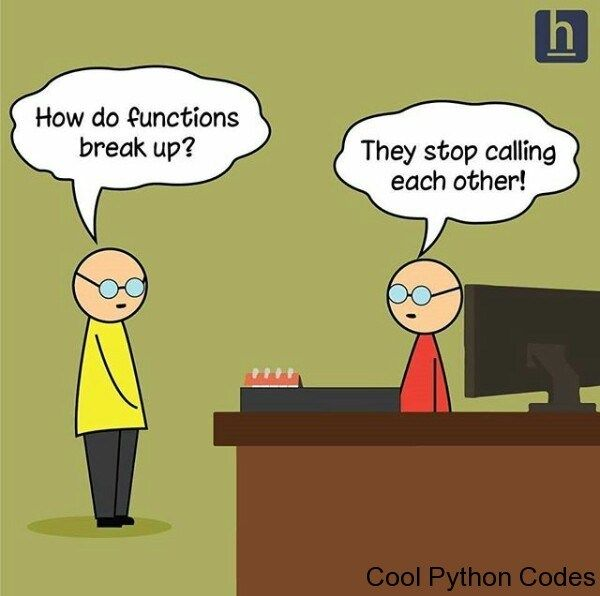 h
How do functions
break up?
They stop calling
each other!
Cool Python Codes